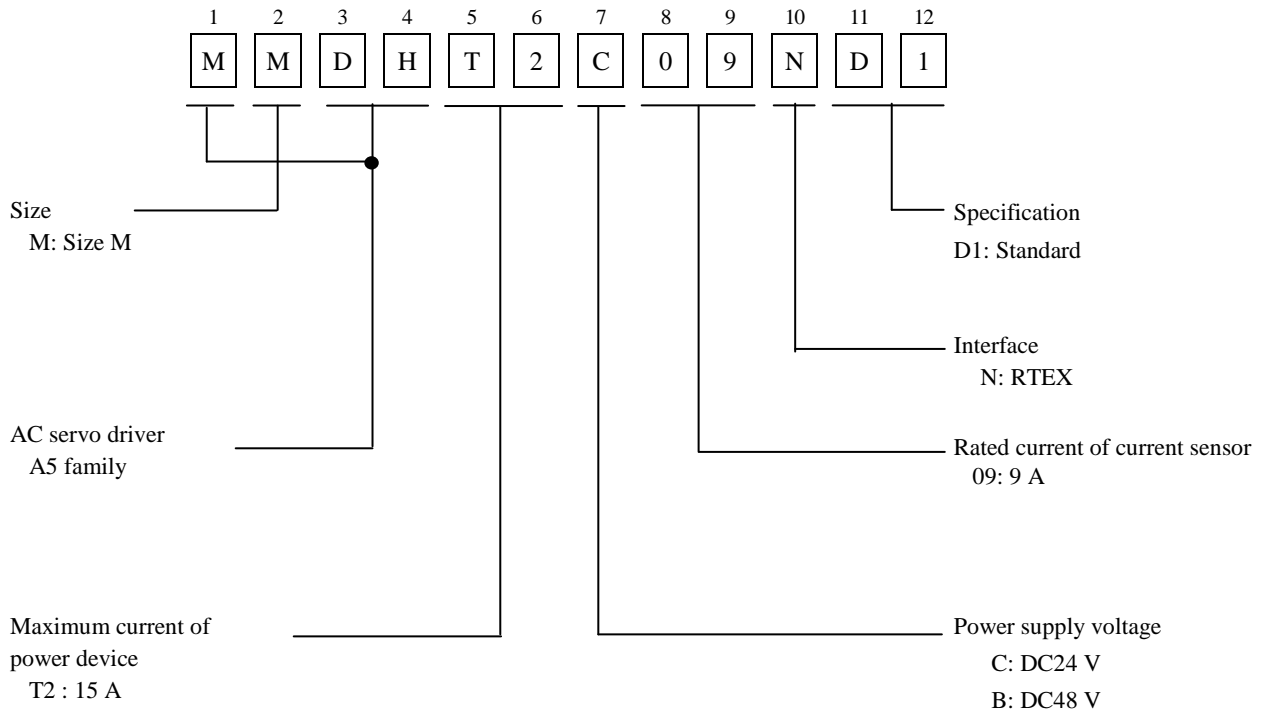 1 2 3 4 5 6 7 8 9 10 11 12
M M D H T 2 C 0 9 N D 1
Size
M: Size M
AC servo driver
A5 family
Maximum current of
power device
T2 : 15 A
Specification
D1: Standard
Interface
N: RTEX
Rated current of current sensor
09: 9 A
Power supply voltage
C: DC24 V
B: DC48 V